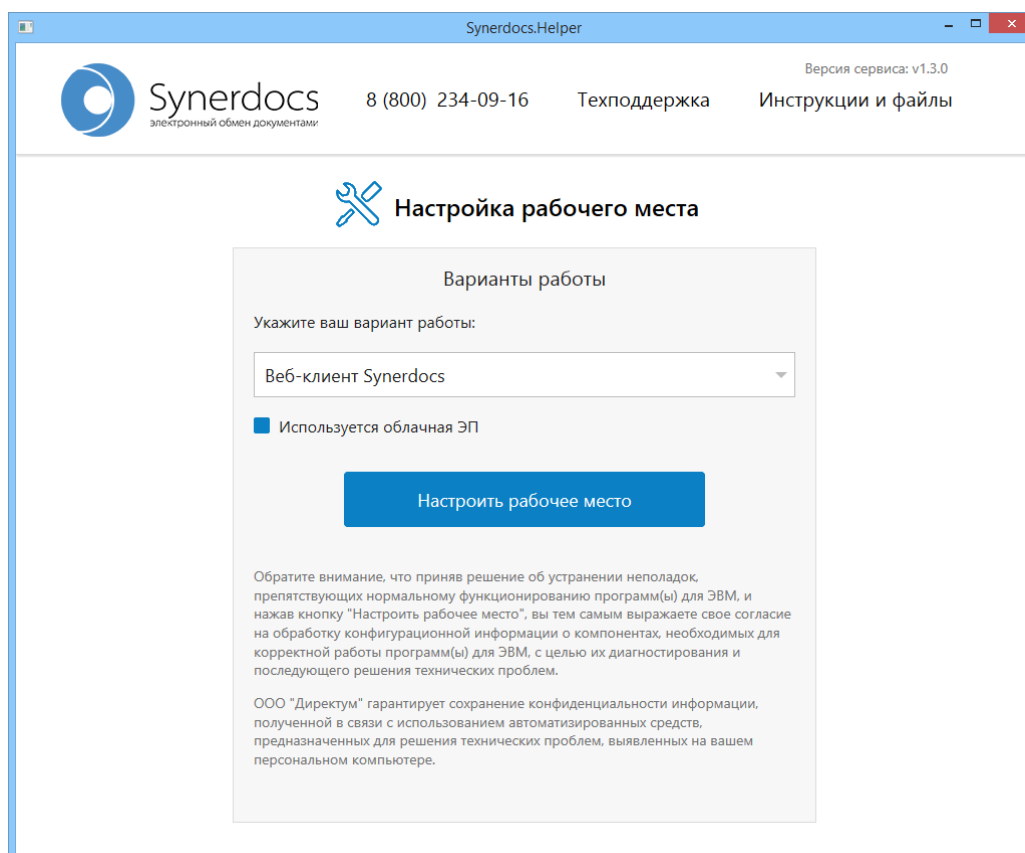 Synerdocs.Helper
Версия сервиса: v1.3.0
Synerdocs
электронный обмен документами
8 (800) 234-09-16
Техподдержка
Инструкции и файлы
Настройка рабочего места
Варианты работы
Укажите ваш вариант работы:
Веб-клиент Synerdocs
Используется облачная ЭП
Настроить рабочее место
Обратите внимание, что приняв решение об устранении неполадок,
препятствующих нормальному функционированию программ(ы) для ЭВМ, и
нажав кнопку "Настроить рабочее место", вы тем самым выражаете свое согласие
на обработку конфигурационной информации о компонентах, необходимых для
корректной работы программ(ы) для ЭВМ, с целью их диагностирования и
последующего решения технических проблем.
ООО "Директум" гарантирует сохранение конфиденциальности информации,
полученной в связи с использованием автоматизированных средств,
предназначенных для решения технических проблем, выявленных на вашем
персональном компьютере.